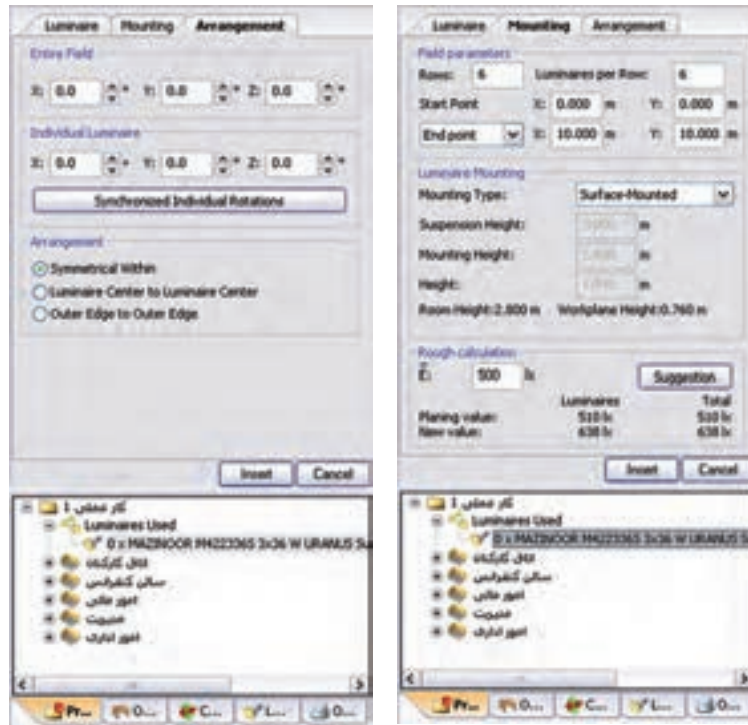 Luminaire Mounting Arrangement
Entire Field
X: 0.0 ° Y: 0.0 ° Z: 0.0 °
Individual Luminaire
X: 0.0 ° Y: 0.0 ° Z: 0.0 °
Synchronized Individual Rotations
Arrangement
Symmetrical Within
Luminaire Center to Luminaire Center
Outer Edge to Outer Edge
Insert Cancel
کار عملی 1
Luminaires Used
0 x MAZINOOR M422336S 3x36 W URANUS Su
اتاق کارکنان
سالن کنفرانس
امور مالی
مدیریت
امور اداری
Pr... O... C... L... O...
Luminaire Mounting Arrangement
Field parameters
Rows: 6 Luminaires per Row: 6
Start Point X: 0.000 m Y: 0.000 m
End point X: 10.000 m Y: 10.000 m
Luminaire Mounting
Mounting Type: Surface-Mounted
Suspension Height: m
Mounting Height: m
Height: m
Room Height: 2.800 m Workplane Height: 0.760 m
Rough calculation
E: 500 lx Suggestion
Luminaires Total
Planing value: 510 lx 510 lx
New value: 638 lx 638 lx
Insert Cancel
کار عملی 1
Luminaires Used
0 x MAZINOOR M422336S 3x36 W URANUS S
اتاق کارکنان
سالن کنفرانس
امور مالی
مدیریت
امور اداری
Pr... O... C... L... O...